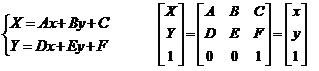 {X = Ax+By+C
Y = Dx+Ey+F
[X Y 1] = [A B C; D E F; 0 0 1] = [x y 1]